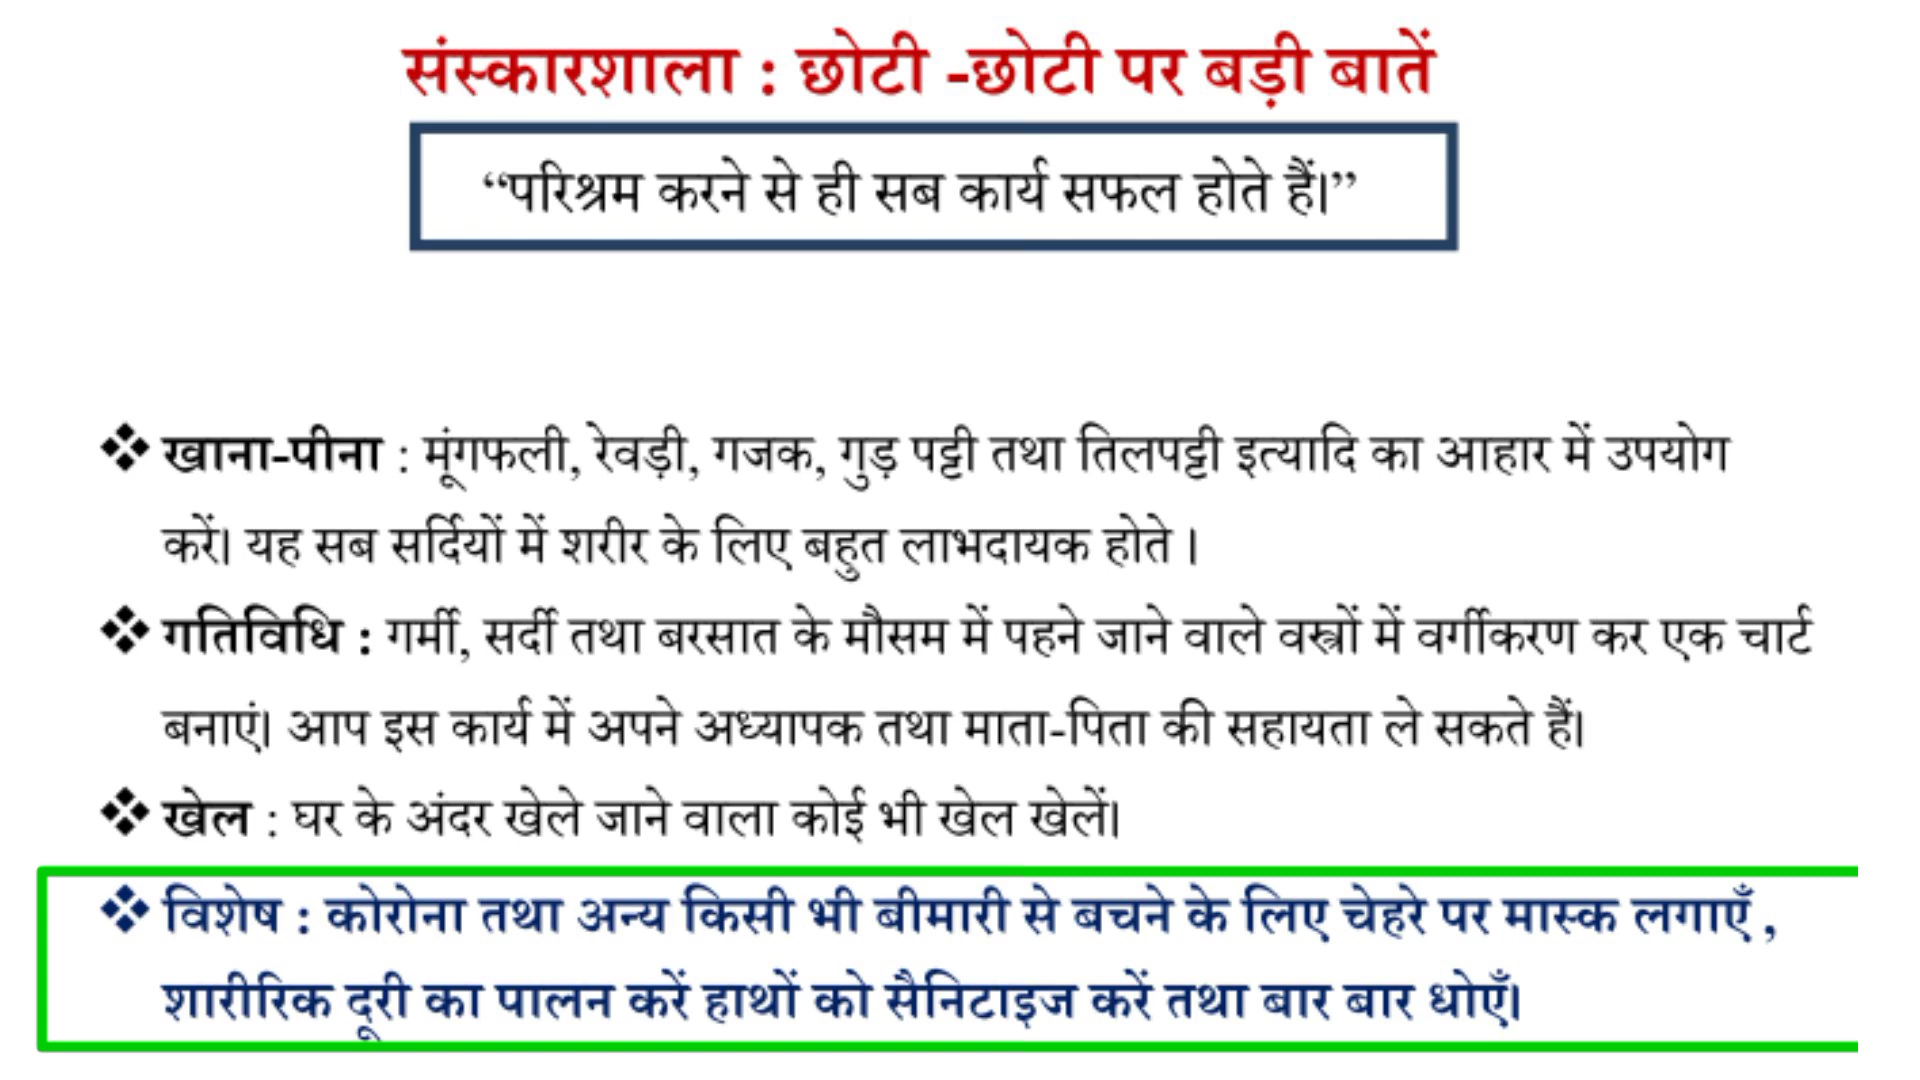 संस्कारशाला : छोटी -छोटी पर बड़ी बातें
“परिश्रम करने से ही सब कार्य सफल होते हैं।”
❖ खाना-पीना : मूंगफली, रेवड़ी, गजक, गुड़ पट्टी तथा तिलपट्टी इत्यादि का आहार में उपयोग
करें। यह सब सर्दियों में शरीर के लिए बहुत लाभदायक होते ।
❖ गतिविधि : गर्मी, सर्दी तथा बरसात के मौसम में पहने जाने वाले वस्त्रों में वर्गीकरण कर एक चार्ट
बनाएं। आप इस कार्य में अपने अध्यापक तथा माता-पिता की सहायता ले सकते हैं।
❖ खेल : घर के अंदर खेले जाने वाला कोई भी खेल खेलें।
❖ विशेष : कोरोना तथा अन्य किसी भी बीमारी से बचने के लिए चेहरे पर मास्क लगाएँ ,
शारीरिक दूरी का पालन करें हाथों को सैनिटाइज करें तथा बार बार धोएँ।